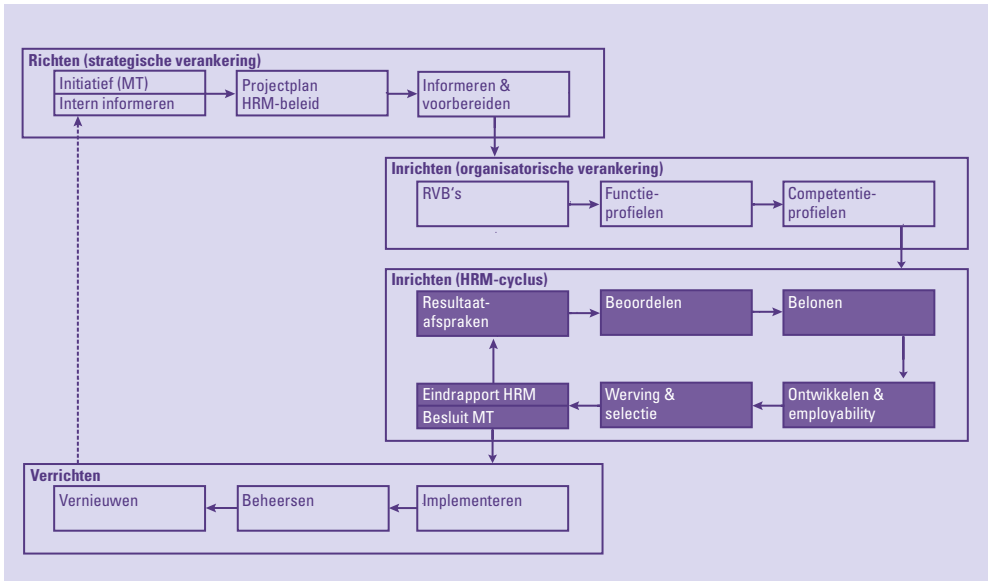 Richten (strategische verankering)
Initiatief (MT)
Intern informeren
Projectplan
HRM-beleid
Informeren &
voorbereiden
Inrichten (organisatorische verankering)
RVB's
Functie-
profielen
Competentie-
profielen
Inrichten (HRM-cyclus)
Resultaat-
afspraken
Beoordelen
Belonen
Eindrapport HRM
Besluit MT
Werving &
selectie
Ontwikkelen &
employability
Verrichten
Vernieuwen
Beheersen
Implementeren